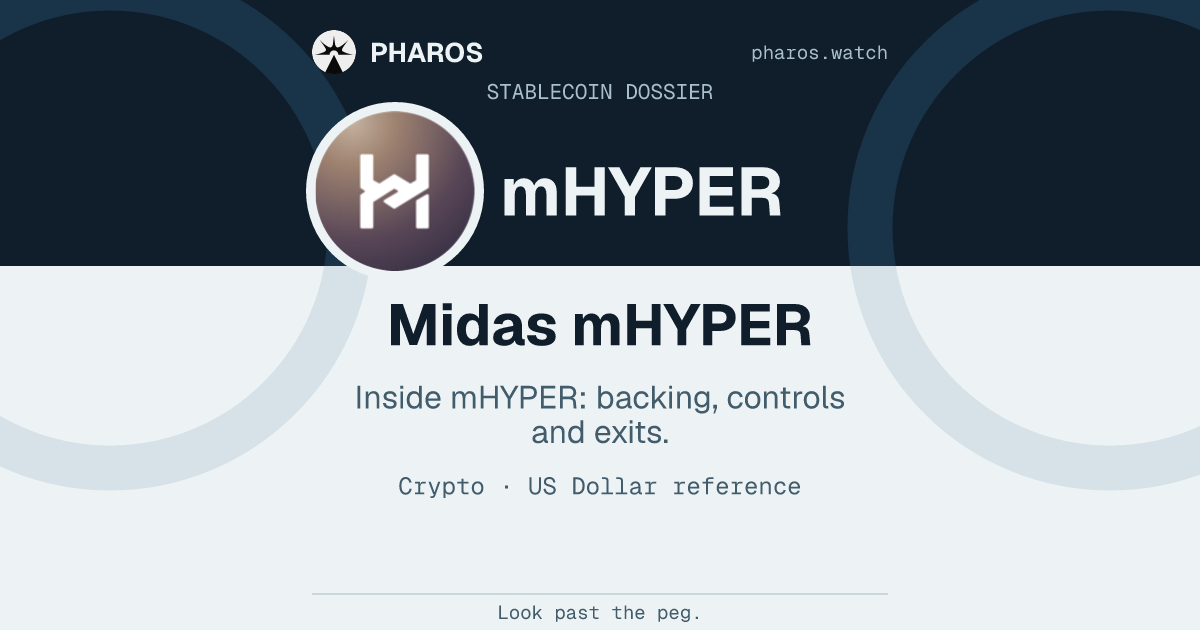 PHAROS
pharos.watch
STABLECOIN DOSSIER
mHYPER
Midas mHYPER
Inside mHYPER: backing, controls
and exits.
Crypto · US Dollar reference
Look past the peg.